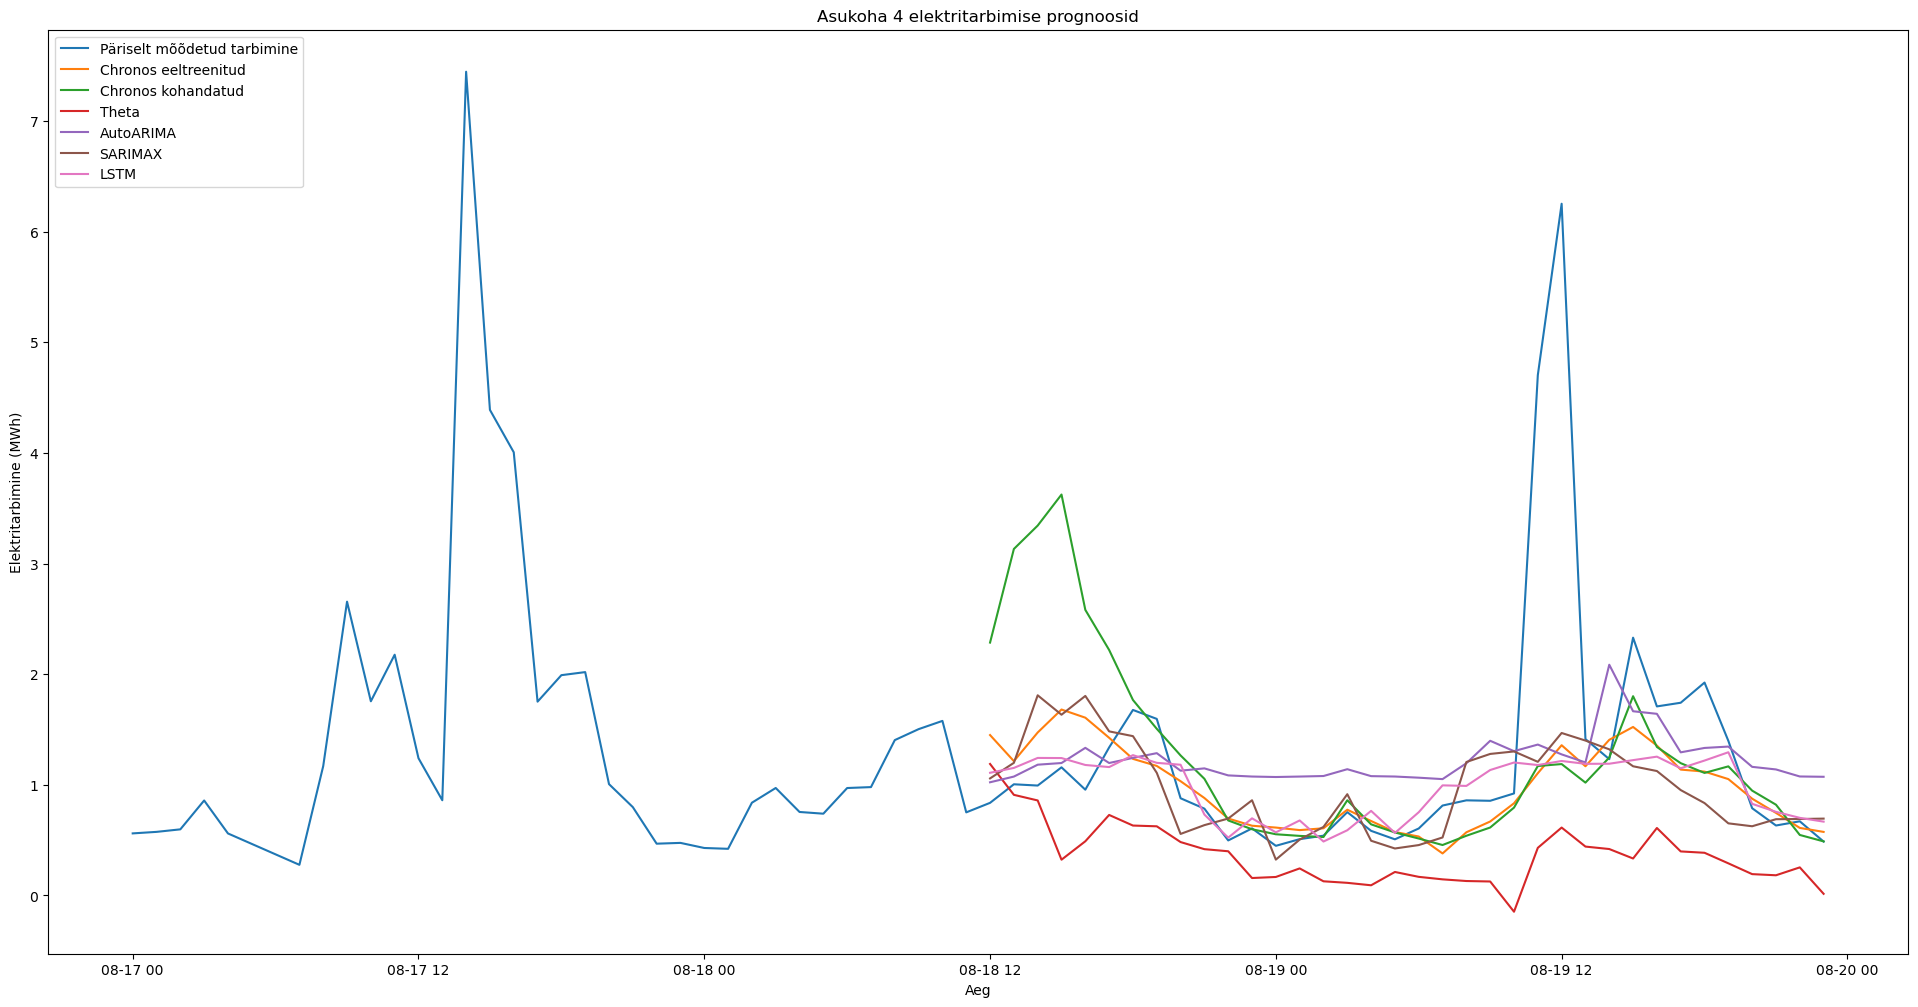 Asukoha 4 elektritarbimise prognoosid
Päriselt mõõdetud tarbimine
Chronos eeltreenitud
Chronos kohandatud
Theta
AutoARIMA
SARIMAX
LSTM
Elektritarbimine (MWh)
7
6
5
4
3
2
1
0
08-17 00
08-17 12
08-18 00
08-18 12
08-19 00
08-19 12
08-20 00
Aeg